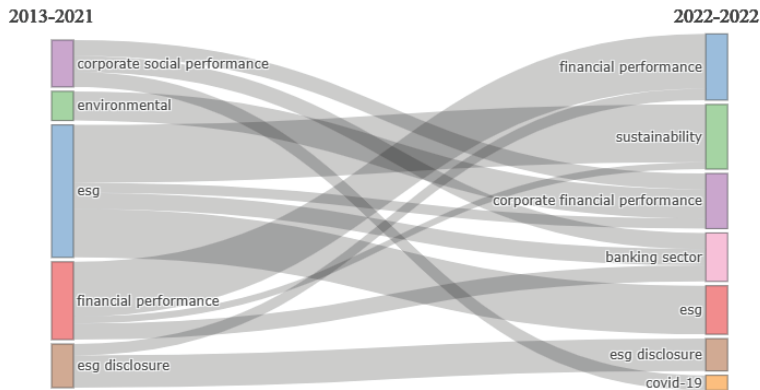 2013-2021
2022-2022
corporate social performance
environmental
esg
financial performance
esg disclosure
financial performance
sustainability
corporate financial performance
banking sector
esg
esg disclosure
covid-19